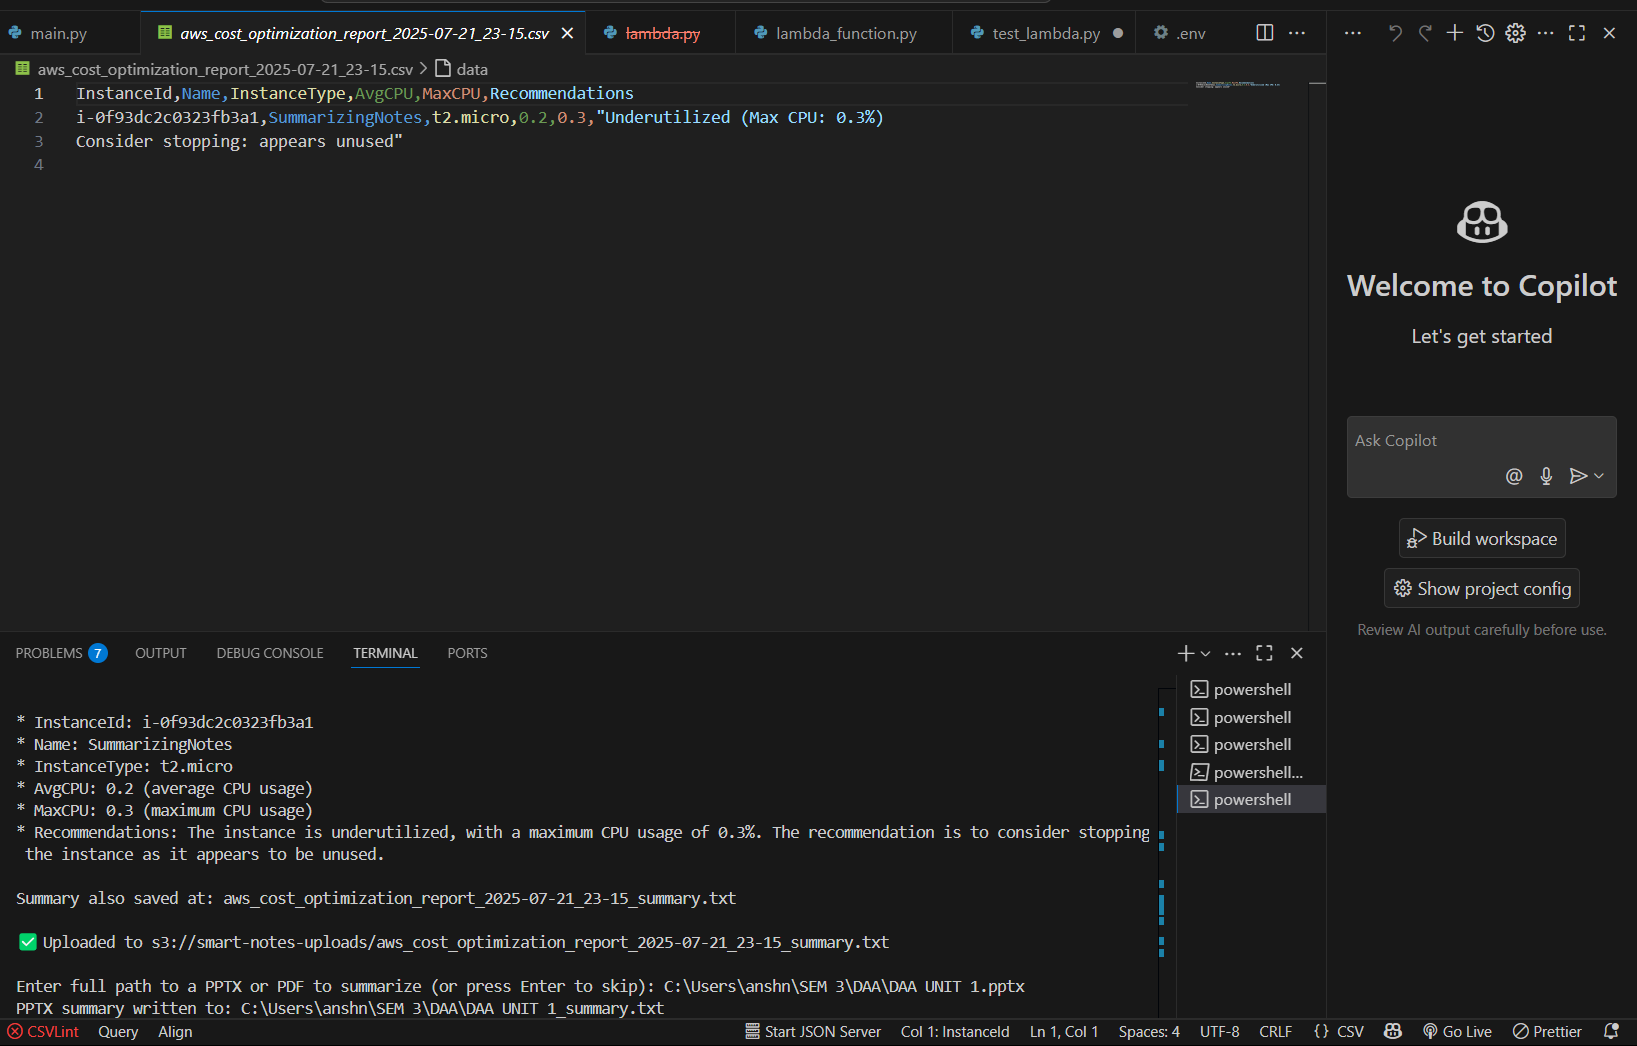 main.py
aws_cost_optimization_report_2025-07-21_23-15.csv
lambda.py
lambda_function.py
test_lambda.py
.env
aws_cost_optimization_report_2025-07-21_23-15.csv > data
1 InstanceId,Name,InstanceType,AvgCPU,MaxCPU,Recommendations
2 i-0f93dc2c0323fb3a1,SummarizingNotes,t2.micro,0.2,0.3,"Underutilized (Max CPU: 0.3%)
3 Consider stopping: appears unused"
4
Welcome to Copilot
Let's get started
Ask Copilot
Build workspace
Show project config
Review AI output carefully before use.
PROBLEMS 7 OUTPUT DEBUG CONSOLE TERMINAL PORTS
* InstanceId: i-0f93dc2c0323fb3a1
* Name: SummarizingNotes
* InstanceType: t2.micro
* AvgCPU: 0.2 (average CPU usage)
* MaxCPU: 0.3 (maximum CPU usage)
* Recommendations: The instance is underutilized, with a maximum CPU usage of 0.3%. The recommendation is to consider stopping
the instance as it appears to be unused.
Summary also saved at: aws_cost_optimization_report_2025-07-21_23-15_summary.txt
✅ Uploaded to s3://smart-notes-uploads/aws_cost_optimization_report_2025-07-21_23-15_summary.txt
Enter full path to a PPTX or PDF to summarize (or press Enter to skip): C:\Users\anshn\SEM 3\DAA\DAA UNIT 1.pptx
PPTX summary written to: C:\Users\anshn\SEM 3\DAA\DAA UNIT 1_summary.txt
powershell
powershell
powershell
powershell...
powershell
CSVLint Query Align Start JSON Server Col 1: InstanceId Ln 1, Col 1 Spaces: 4 UTF-8 CRLF {} CSV Go Live Prettier